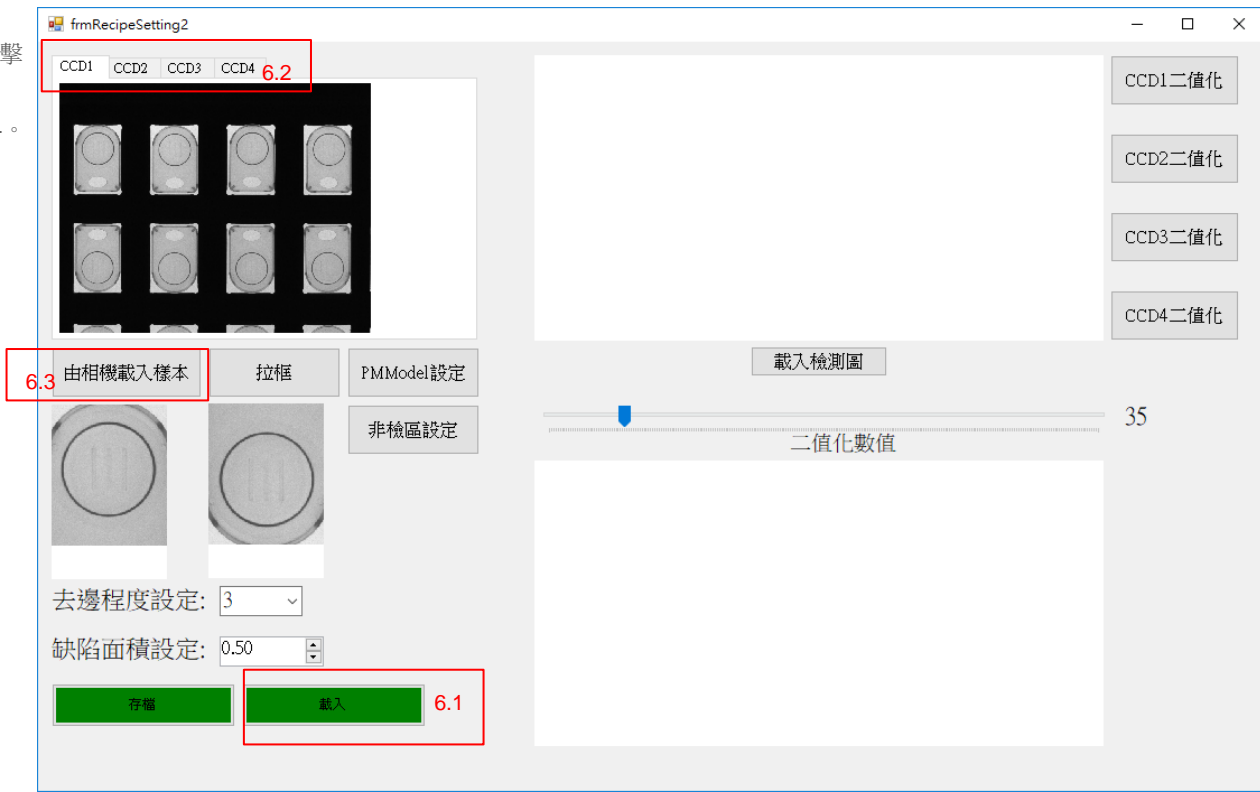 frmRecipeSetting2
擊
。
CCD1 CCD2 CCD3 CCD4 6.2
CCD1二值化
CCD2二值化
CCD3二值化
CCD4二值化
6.3 由相機載入樣本 拉框 PMModel設定
載入檢測圖
非檢區設定
35
二值化數值
去邊程度設定: 3
缺陷面積設定: 0.50
存檔 載入 6.1